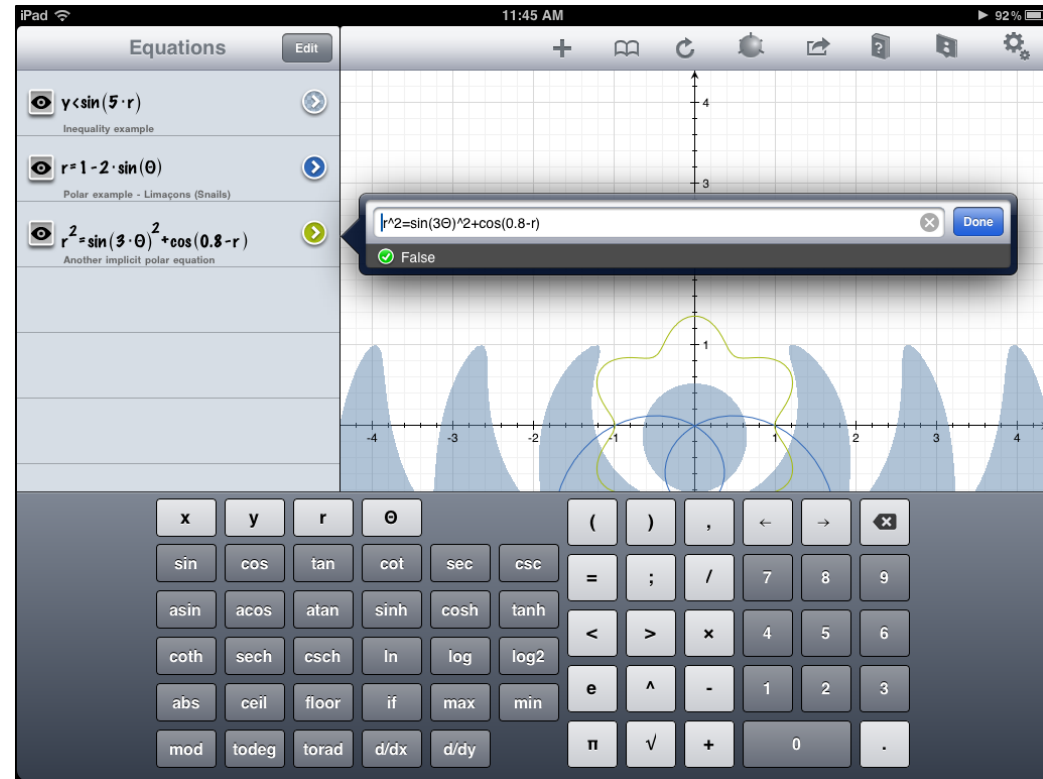 iPad 11:45 AM 92%
Equations Edit
y<sin(5·r)
Inequality example
r=1-2·sin(Θ)
Polar example - Limaçons (Snails)
r²=sin(3·Θ)²+cos(0.8-r)
Another implicit polar equation
r^2=sin(3Θ)^2+cos(0.8-r) Done
False
4
3
1
-4 -3 -2 -1 1 2 3 4
x y r Θ ( ) , ← →
sin cos tan cot sec csc = ; / 7 8 9
asin acos atan sinh cosh tanh < > × 4 5 6
coth sech csch ln log log2
abs ceil floor if max min e ^ - 1 2 3
mod todeg torad d/dx d/dy π √ + 0 .